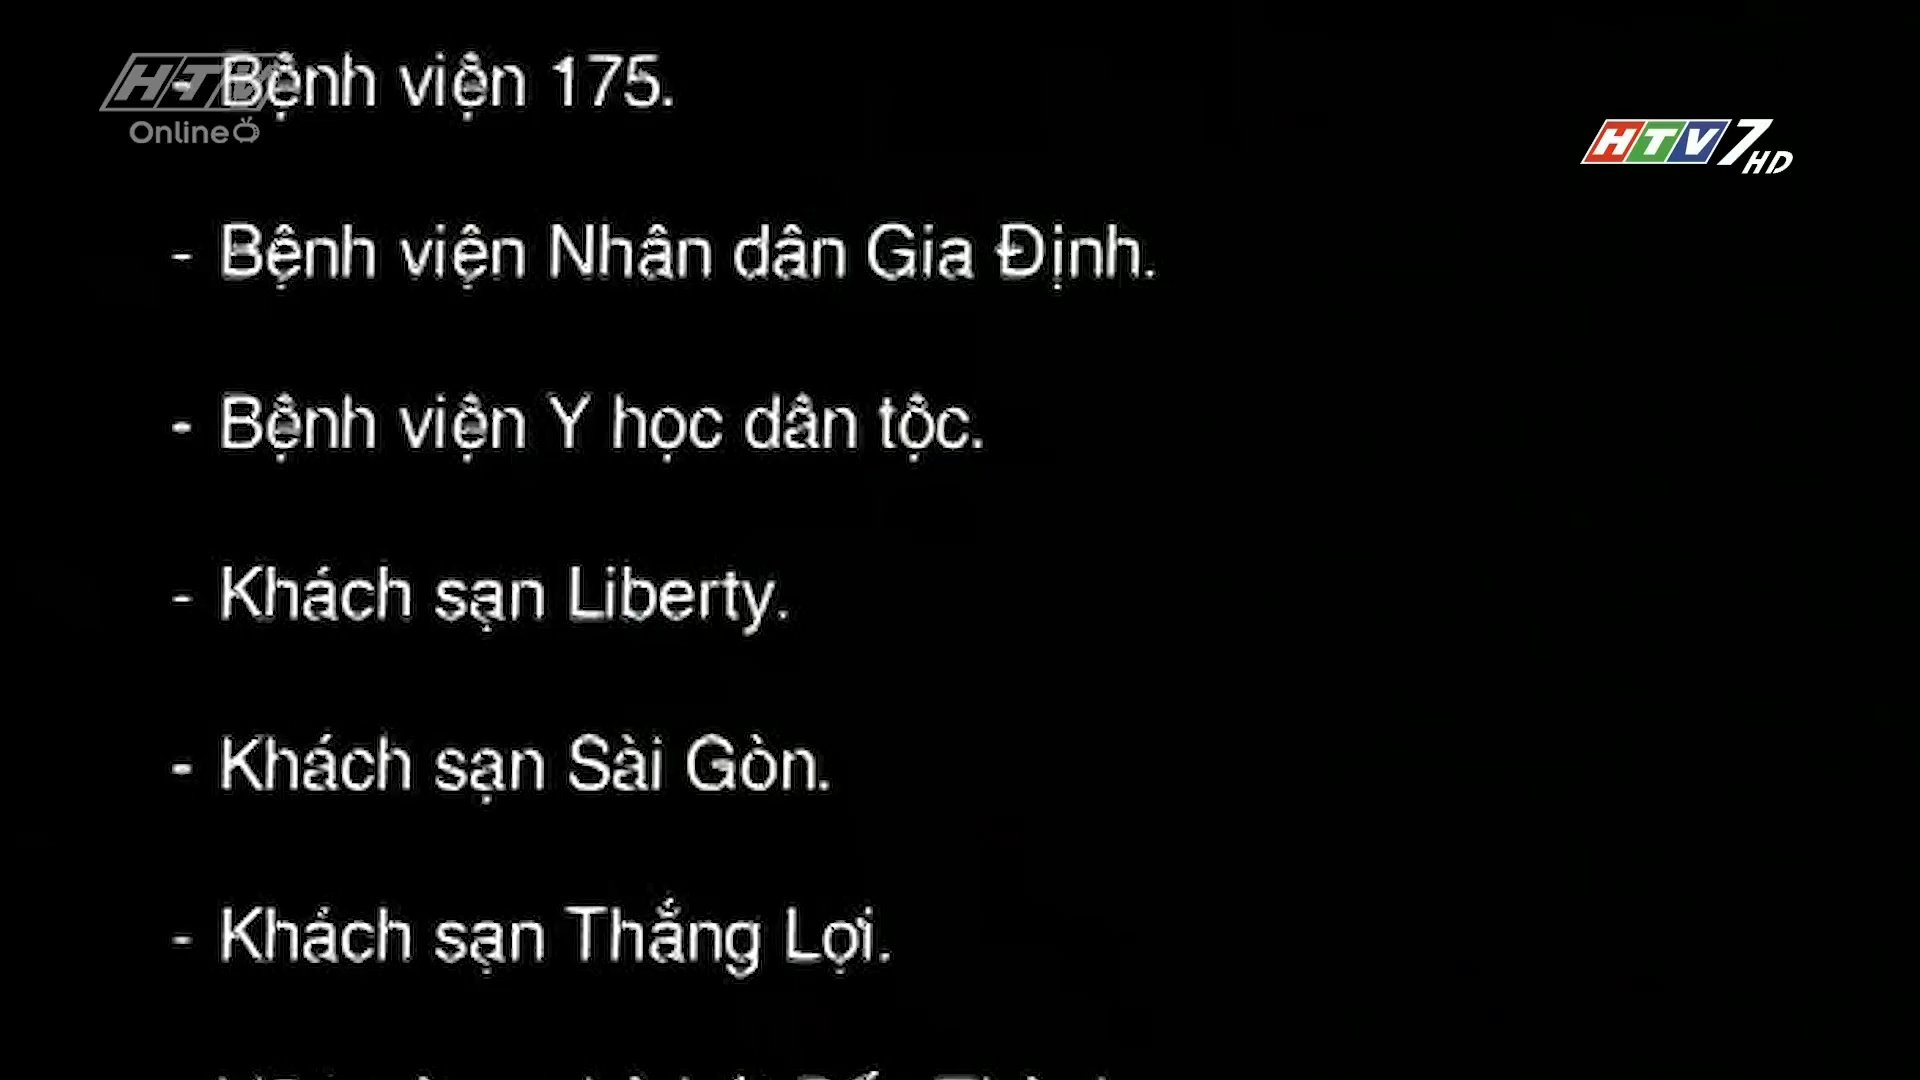 - Bệnh viện 175.
HTV
Online
HTV7 HD
- Bệnh viện Nhân dân Gia Định.
- Bệnh viện Y học dân tộc.
- Khách sạn Liberty.
- Khách sạn Sài Gòn.
- Khách sạn Thắng Lợi.